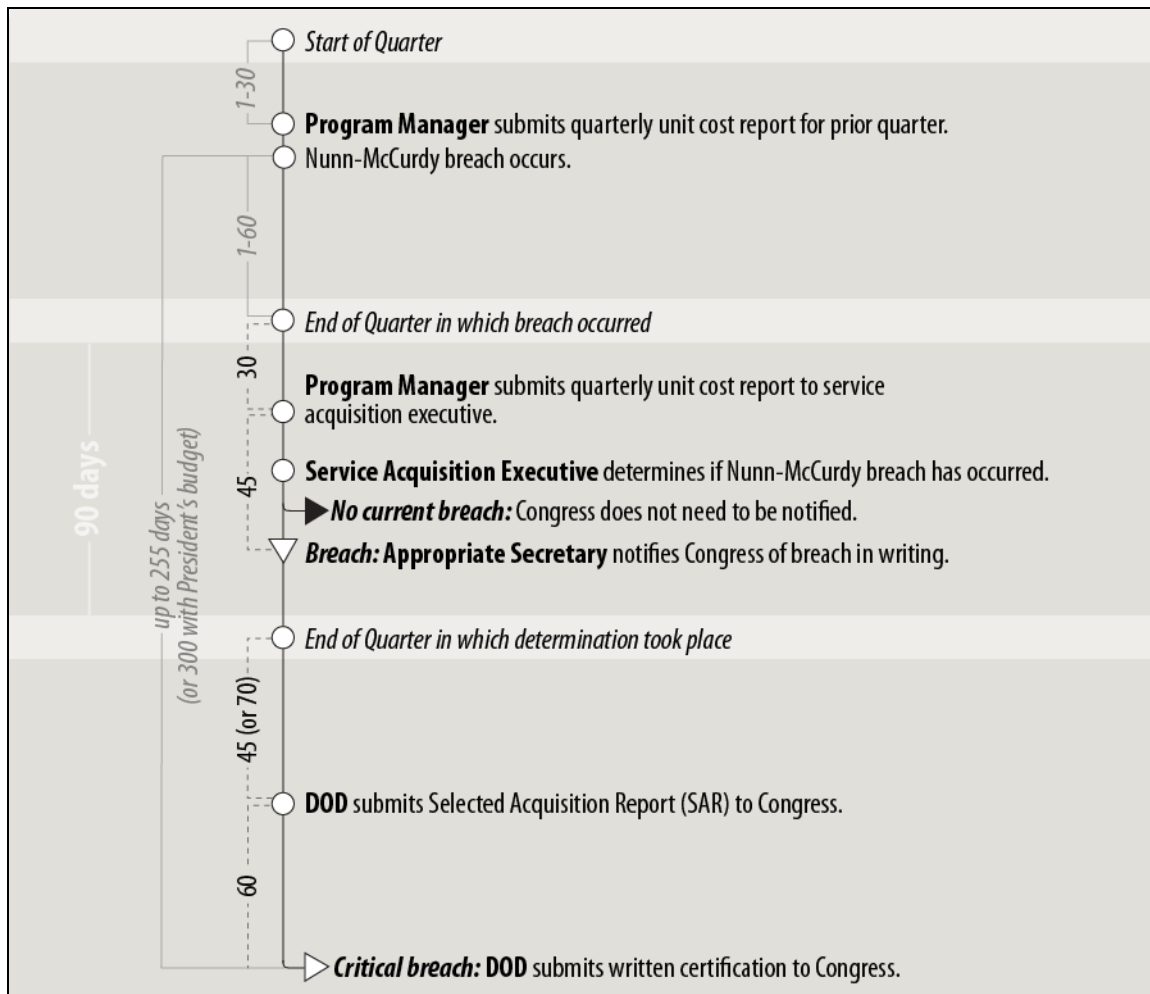 Start of Quarter
1-30
Program Manager submits quarterly unit cost report for prior quarter.
Nunn-McCurdy breach occurs.
1-60
End of Quarter in which breach occurred
30
Program Manager submits quarterly unit cost report to service
acquisition executive.
90 days
up to 255 days
(or 300 with President's budget)
45
Service Acquisition Executive determines if Nunn-McCurdy breach has occurred.
No current breach: Congress does not need to be notified.
Breach: Appropriate Secretary notifies Congress of breach in writing.
End of Quarter in which determination took place
45 (or 70)
DOD submits Selected Acquisition Report (SAR) to Congress.
60
Critical breach: DOD submits written certification to Congress.